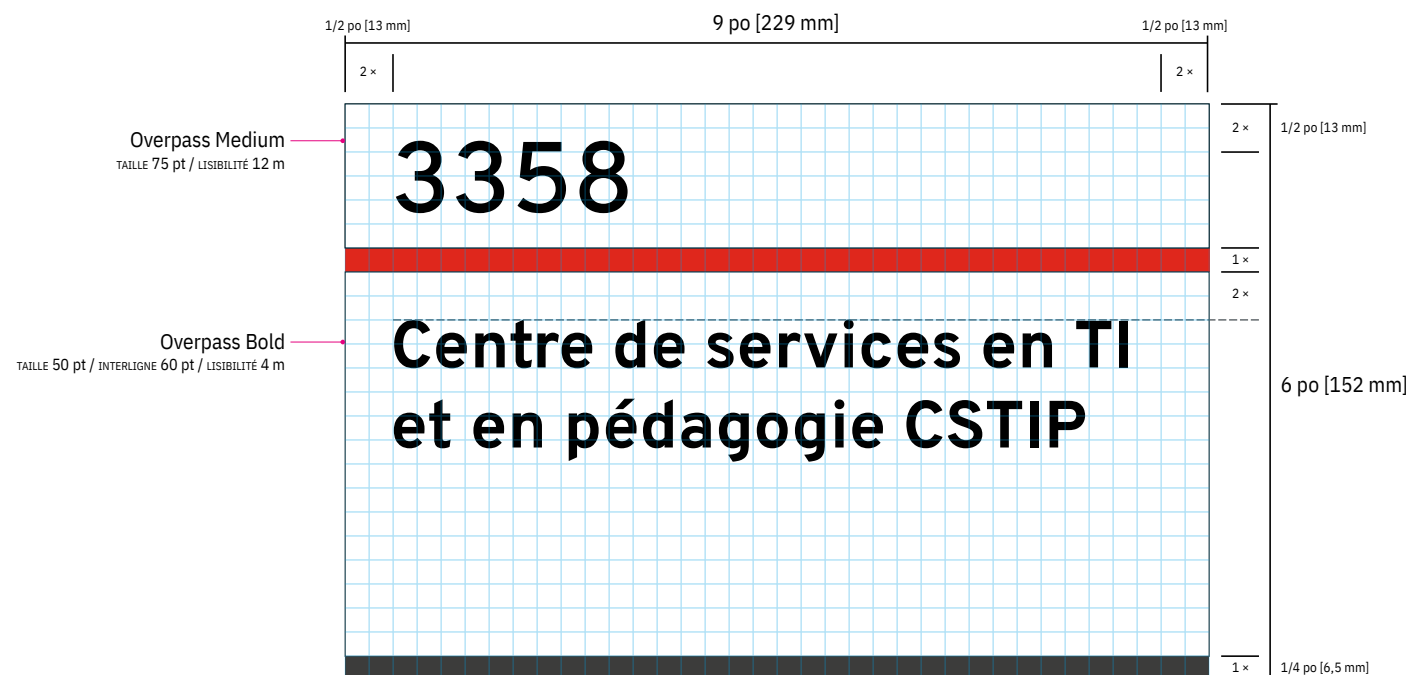 9 po [229 mm]
1/2 po [13 mm]
1/2 po [13 mm]
2 ×
2 ×
Overpass Medium
TAILLE 75 pt / LISIBILITÉ 12 m
3358
2 ×
1/2 po [13 mm]
1 ×
2 ×
Overpass Bold
TAILLE 50 pt / INTERLIGNE 60 pt / LISIBILITÉ 4 m
Centre de services en TI
et en pédagogie CSTIP
6 po [152 mm]
1 ×
1/4 po [6,5 mm]